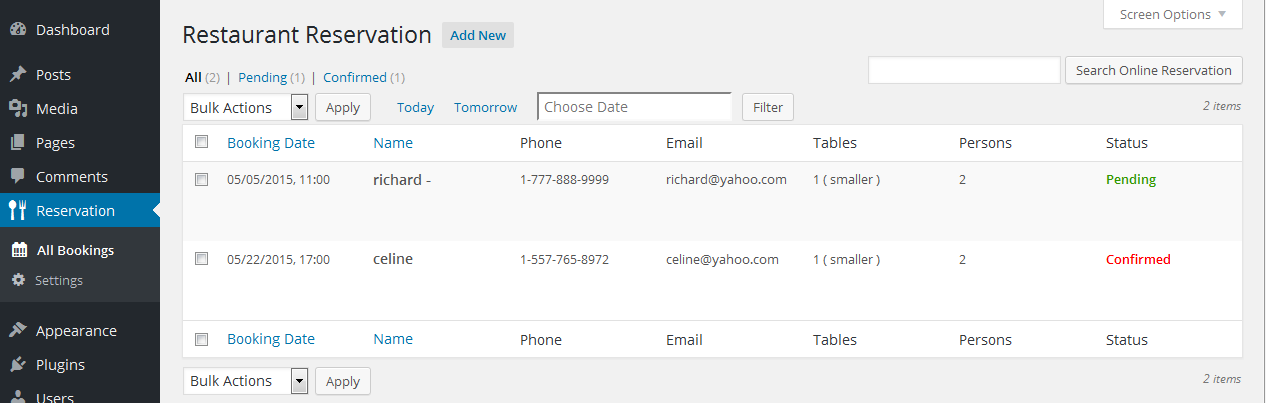 Dashboard
Posts
Media
Pages
Comments
Reservation
All Bookings
Settings
Appearance
Plugins
Users
Screen Options
Restaurant Reservation Add New
All (2) | Pending (1) | Confirmed (1)
Search Online Reservation
Bulk Actions Apply Today Tomorrow Choose Date Filter 2 items
Booking Date Name Phone Email Tables Persons Status
05/05/2015, 11:00 richard - 1-777-888-9999 richard@yahoo.com 1 ( smaller ) 2 Pending
05/22/2015, 17:00 celine 1-557-765-8972 celine@yahoo.com 1 ( smaller ) 2 Confirmed
Booking Date Name Phone Email Tables Persons Status
Bulk Actions Apply 2 items